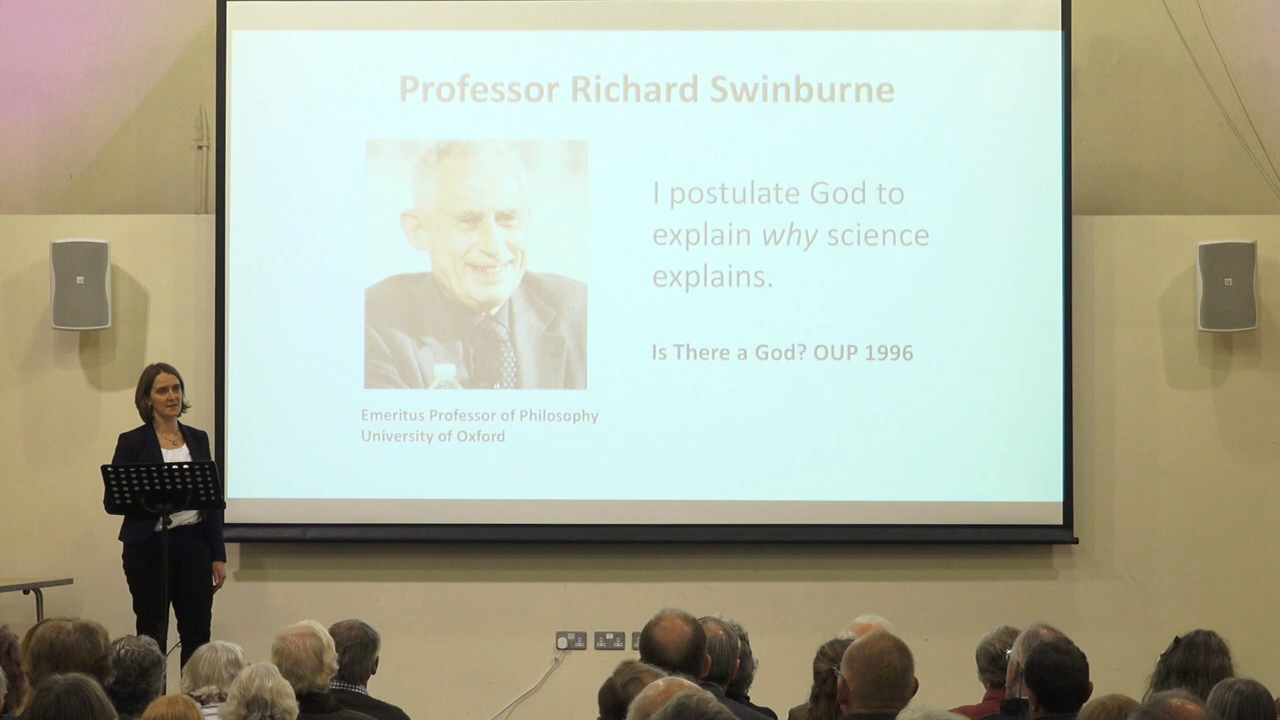 Professor Richard Swinburne
I postulate God to
explain why science
explains.
Is There a God? OUP 1996
Emeritus Professor of Philosophy
University of Oxford